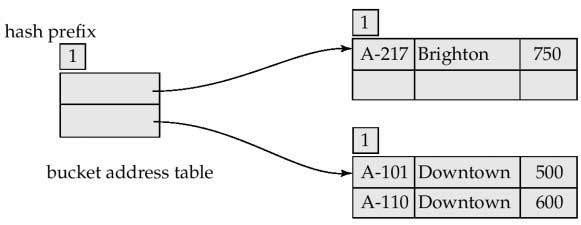 hash prefix
1
bucket address table
1
A-217 Brighton 750
1
A-101 Downtown 500
A-110 Downtown 600